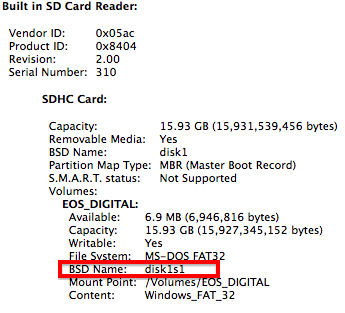 Built in SD Card Reader:
Vendor ID: 0x05ac
Product ID: 0x8404
Revision: 2.00
Serial Number: 310
SDHC Card:
Capacity: 15.93 GB (15,931,539,456 bytes)
Removable Media: Yes
BSD Name: disk1
Partition Map Type: MBR (Master Boot Record)
S.M.A.R.T. status: Not Supported
Volumes:
EOS_DIGITAL:
Available: 6.9 MB (6,946,816 bytes)
Capacity: 15.93 GB (15,927,345,152 bytes)
Writable: Yes
File System: MS-DOS FAT32
BSD Name: disk1s1
Mount Point: /Volumes/EOS_DIGITAL
Content: Windows_FAT_32